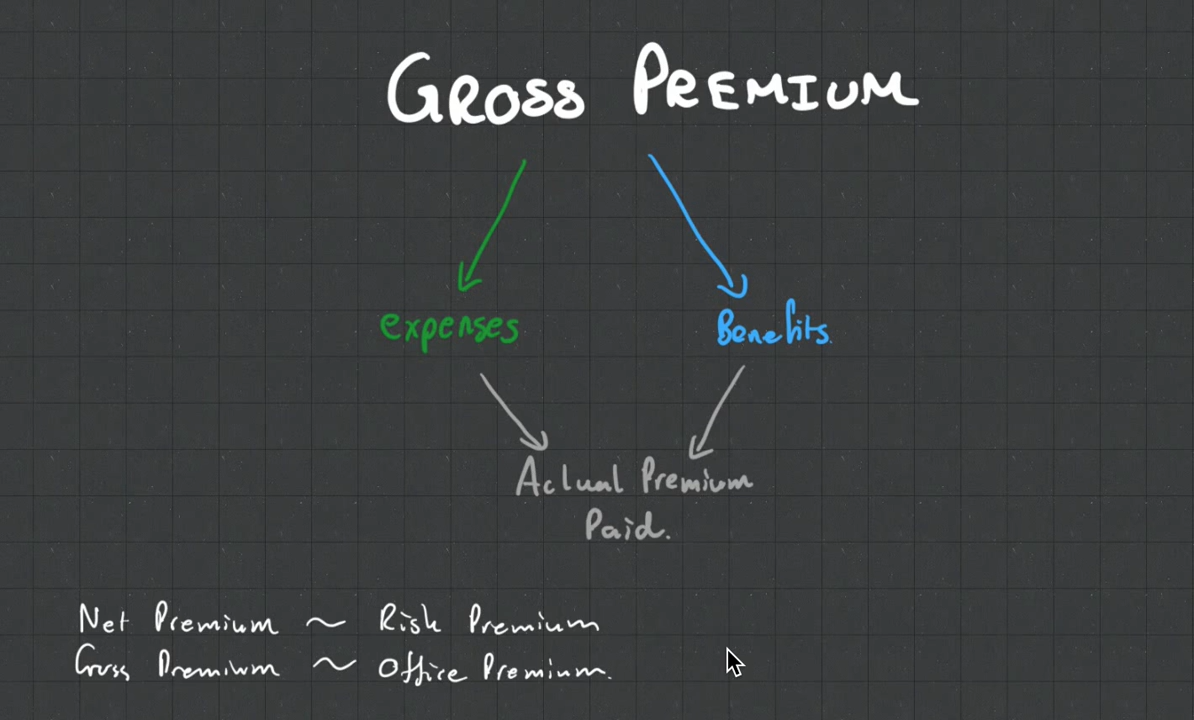 GROSS PREMIUM
expenses
Benefits.
Actual Premium
Paid.
Net Premium ~ Risk Premium
Gross Premium ~ Office Premium.